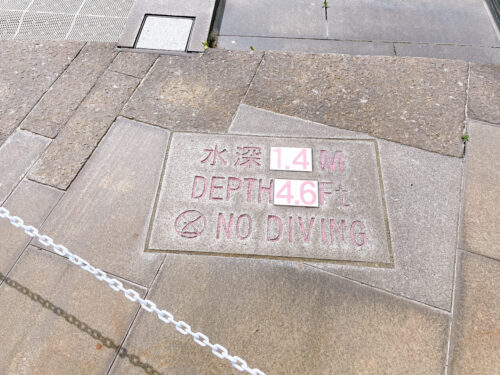 水深 1.4
DEPTH 4.6 Ft
NO DIVING